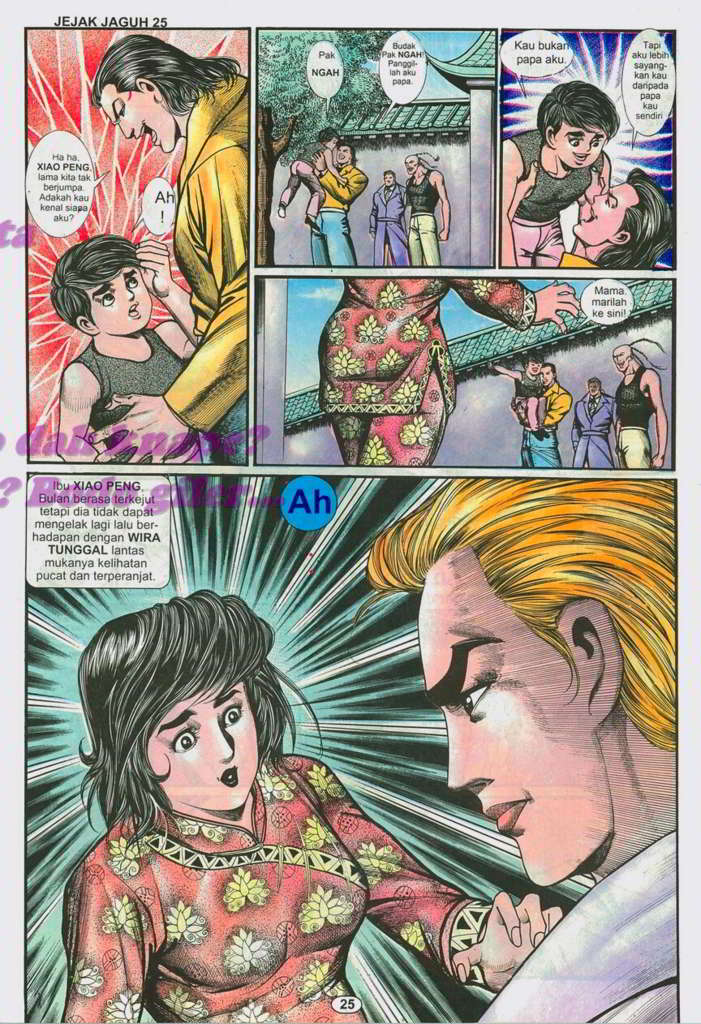 JEJAK JAGUH 25
Ha ha.
XIAO PENG,
lama kita tak
berjumpa.
Adakah kau
kenal siapa
aku?
Ah
!
Pak
NGAH
Budak
Pak NGAH!
Panggil-
lah aku
papa.
Kau bukan
papa aku.
Tapi
aku lebih
sayang-
kan kau
daripada
papa
kau
sendiri
Mama,
marilah
ke sini!
Ibu XIAO PENG,
Bulan berasa terkejut
tetapi dia tidak dapat
mengelak lagi lalu ber-
hadapan dengan WIRA
TUNGGAL lantas
mukanya kelihatan
pucat dan terperanjat.
Ah
25